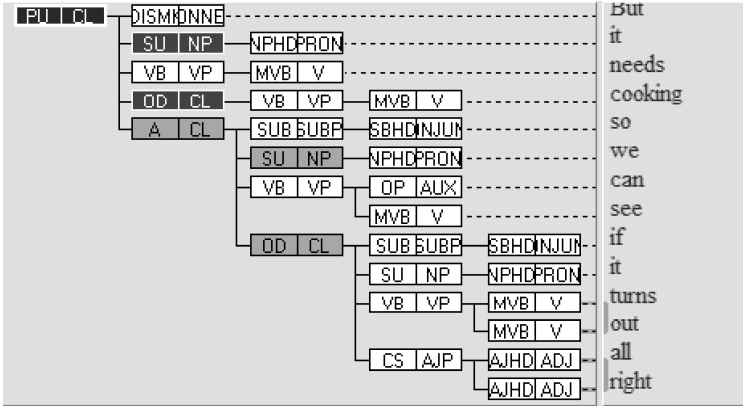 PU CL DISMK ONNE But
SU NP NPHD PRON it
VB VP MVB V needs
OD CL VB VP MVB V cooking
A CL SUB SUBP SBHD INJUN so
SU NP NPHD PRON we
VB VP OP AUX can
MVB V see
OD CL SUB SUBP SBHD INJUN if
SU NP NPHD PRON it
VB VP MVB V turns
MVB V out
CS AJP AJHD ADJ all
AJHD ADJ right